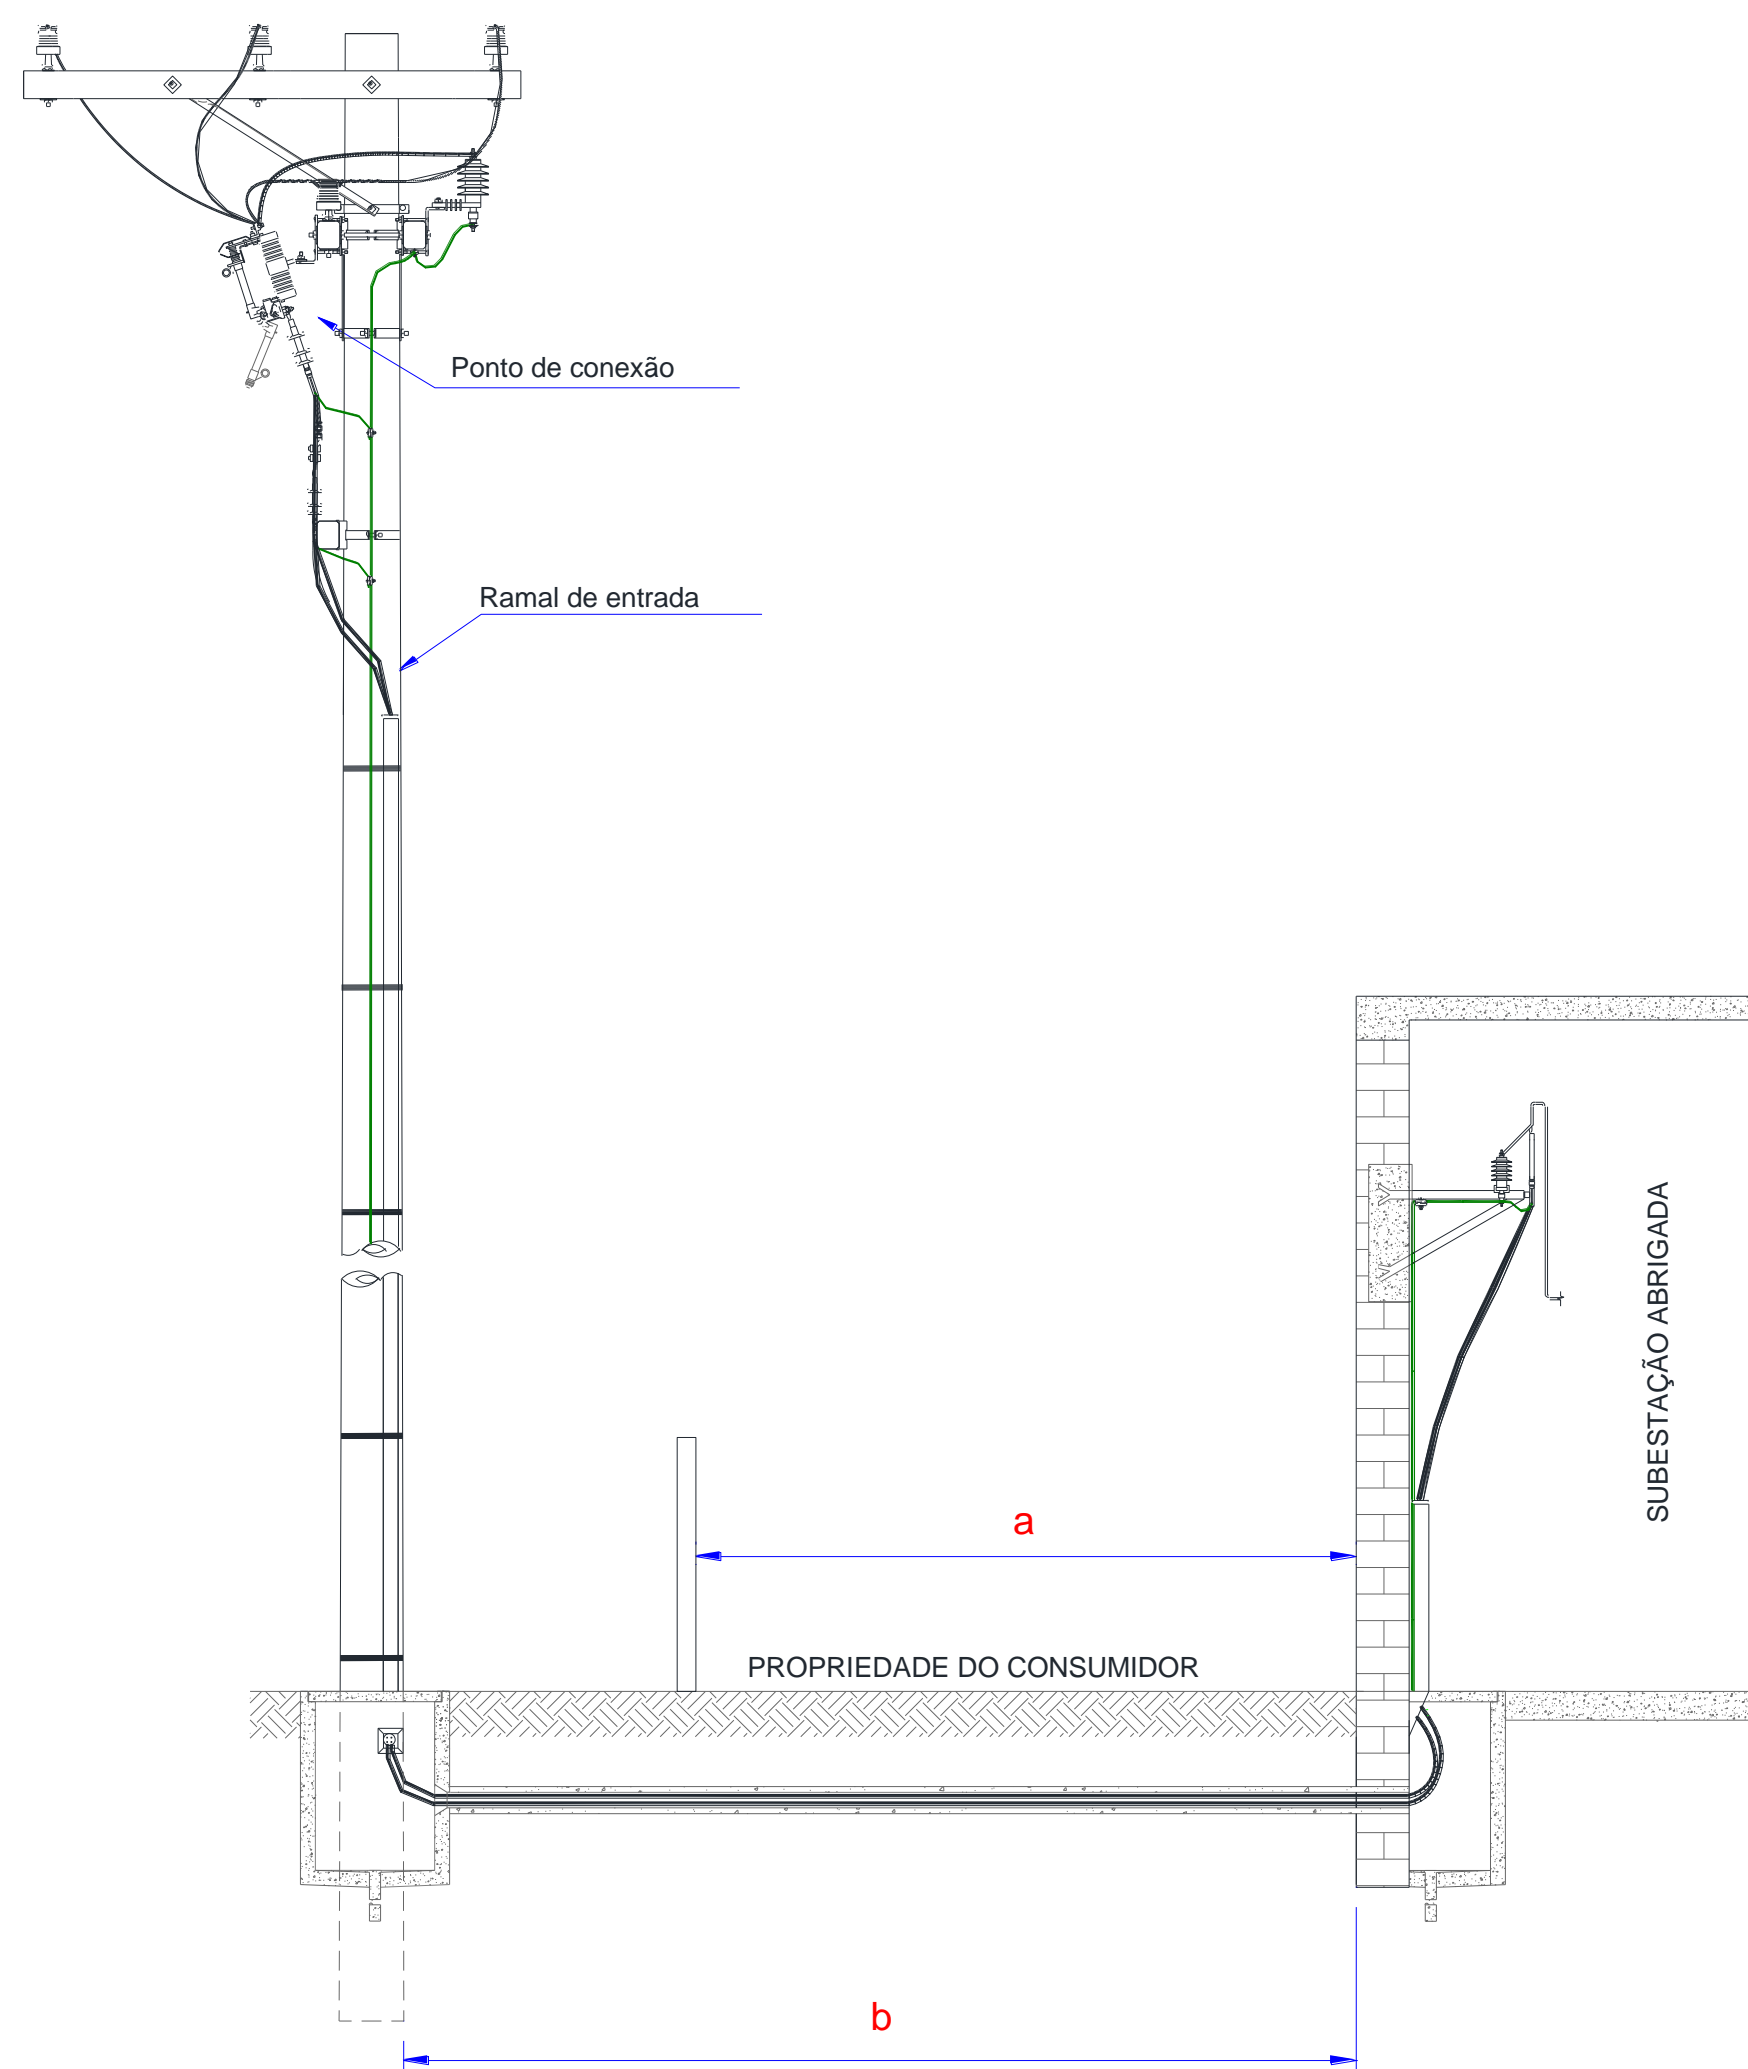 Ponto de conexão
Ramal de entrada
SUBESTAÇÃO ABRIGADA
a
PROPRIEDADE DO CONSUMIDOR
b